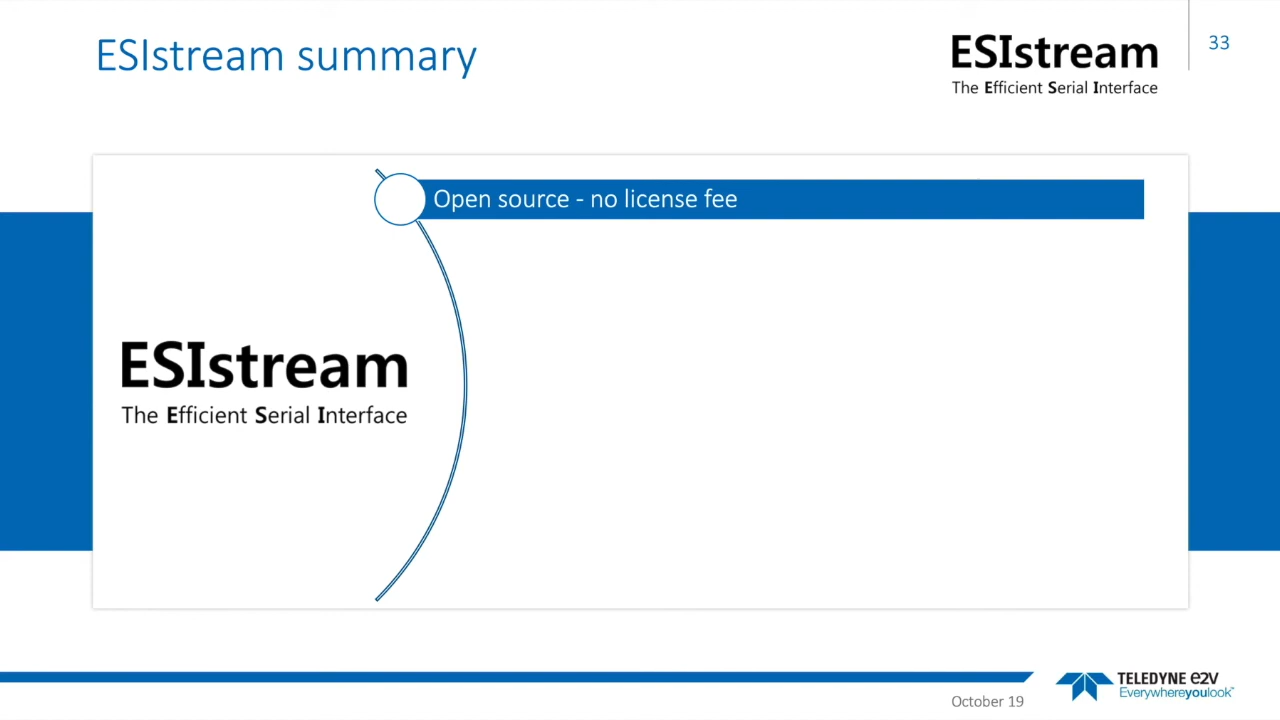 ESIstream summary
ESIstream
The Efficient Serial Interface
33
Open source - no license fee
ESIstream
The Efficient Serial Interface
October 19
TELEDYNE e2v
Everywhereyoulook™